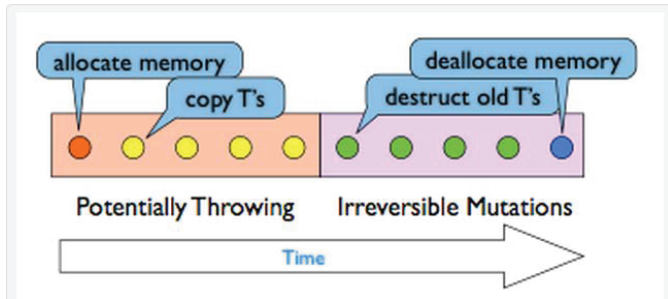 allocate memory
deallocate memory
copy T's
destruct old T's
Potentially Throwing
Irreversible Mutations
Time